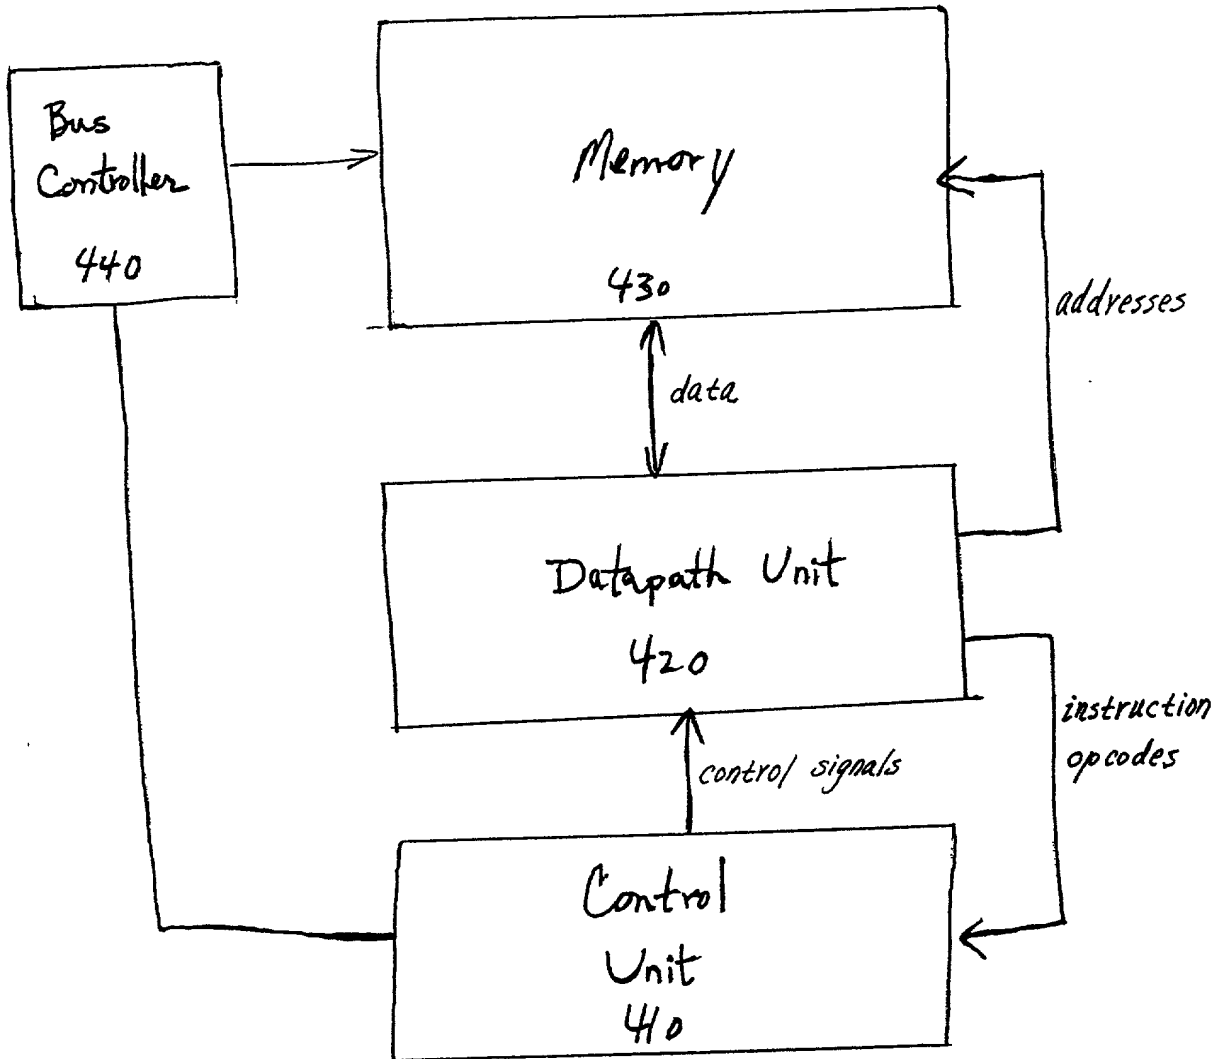 Bus
Controller
440
Memory
430
addresses
data
Datapath Unit
420
instruction
opcodes
control signals
Control
Unit
410